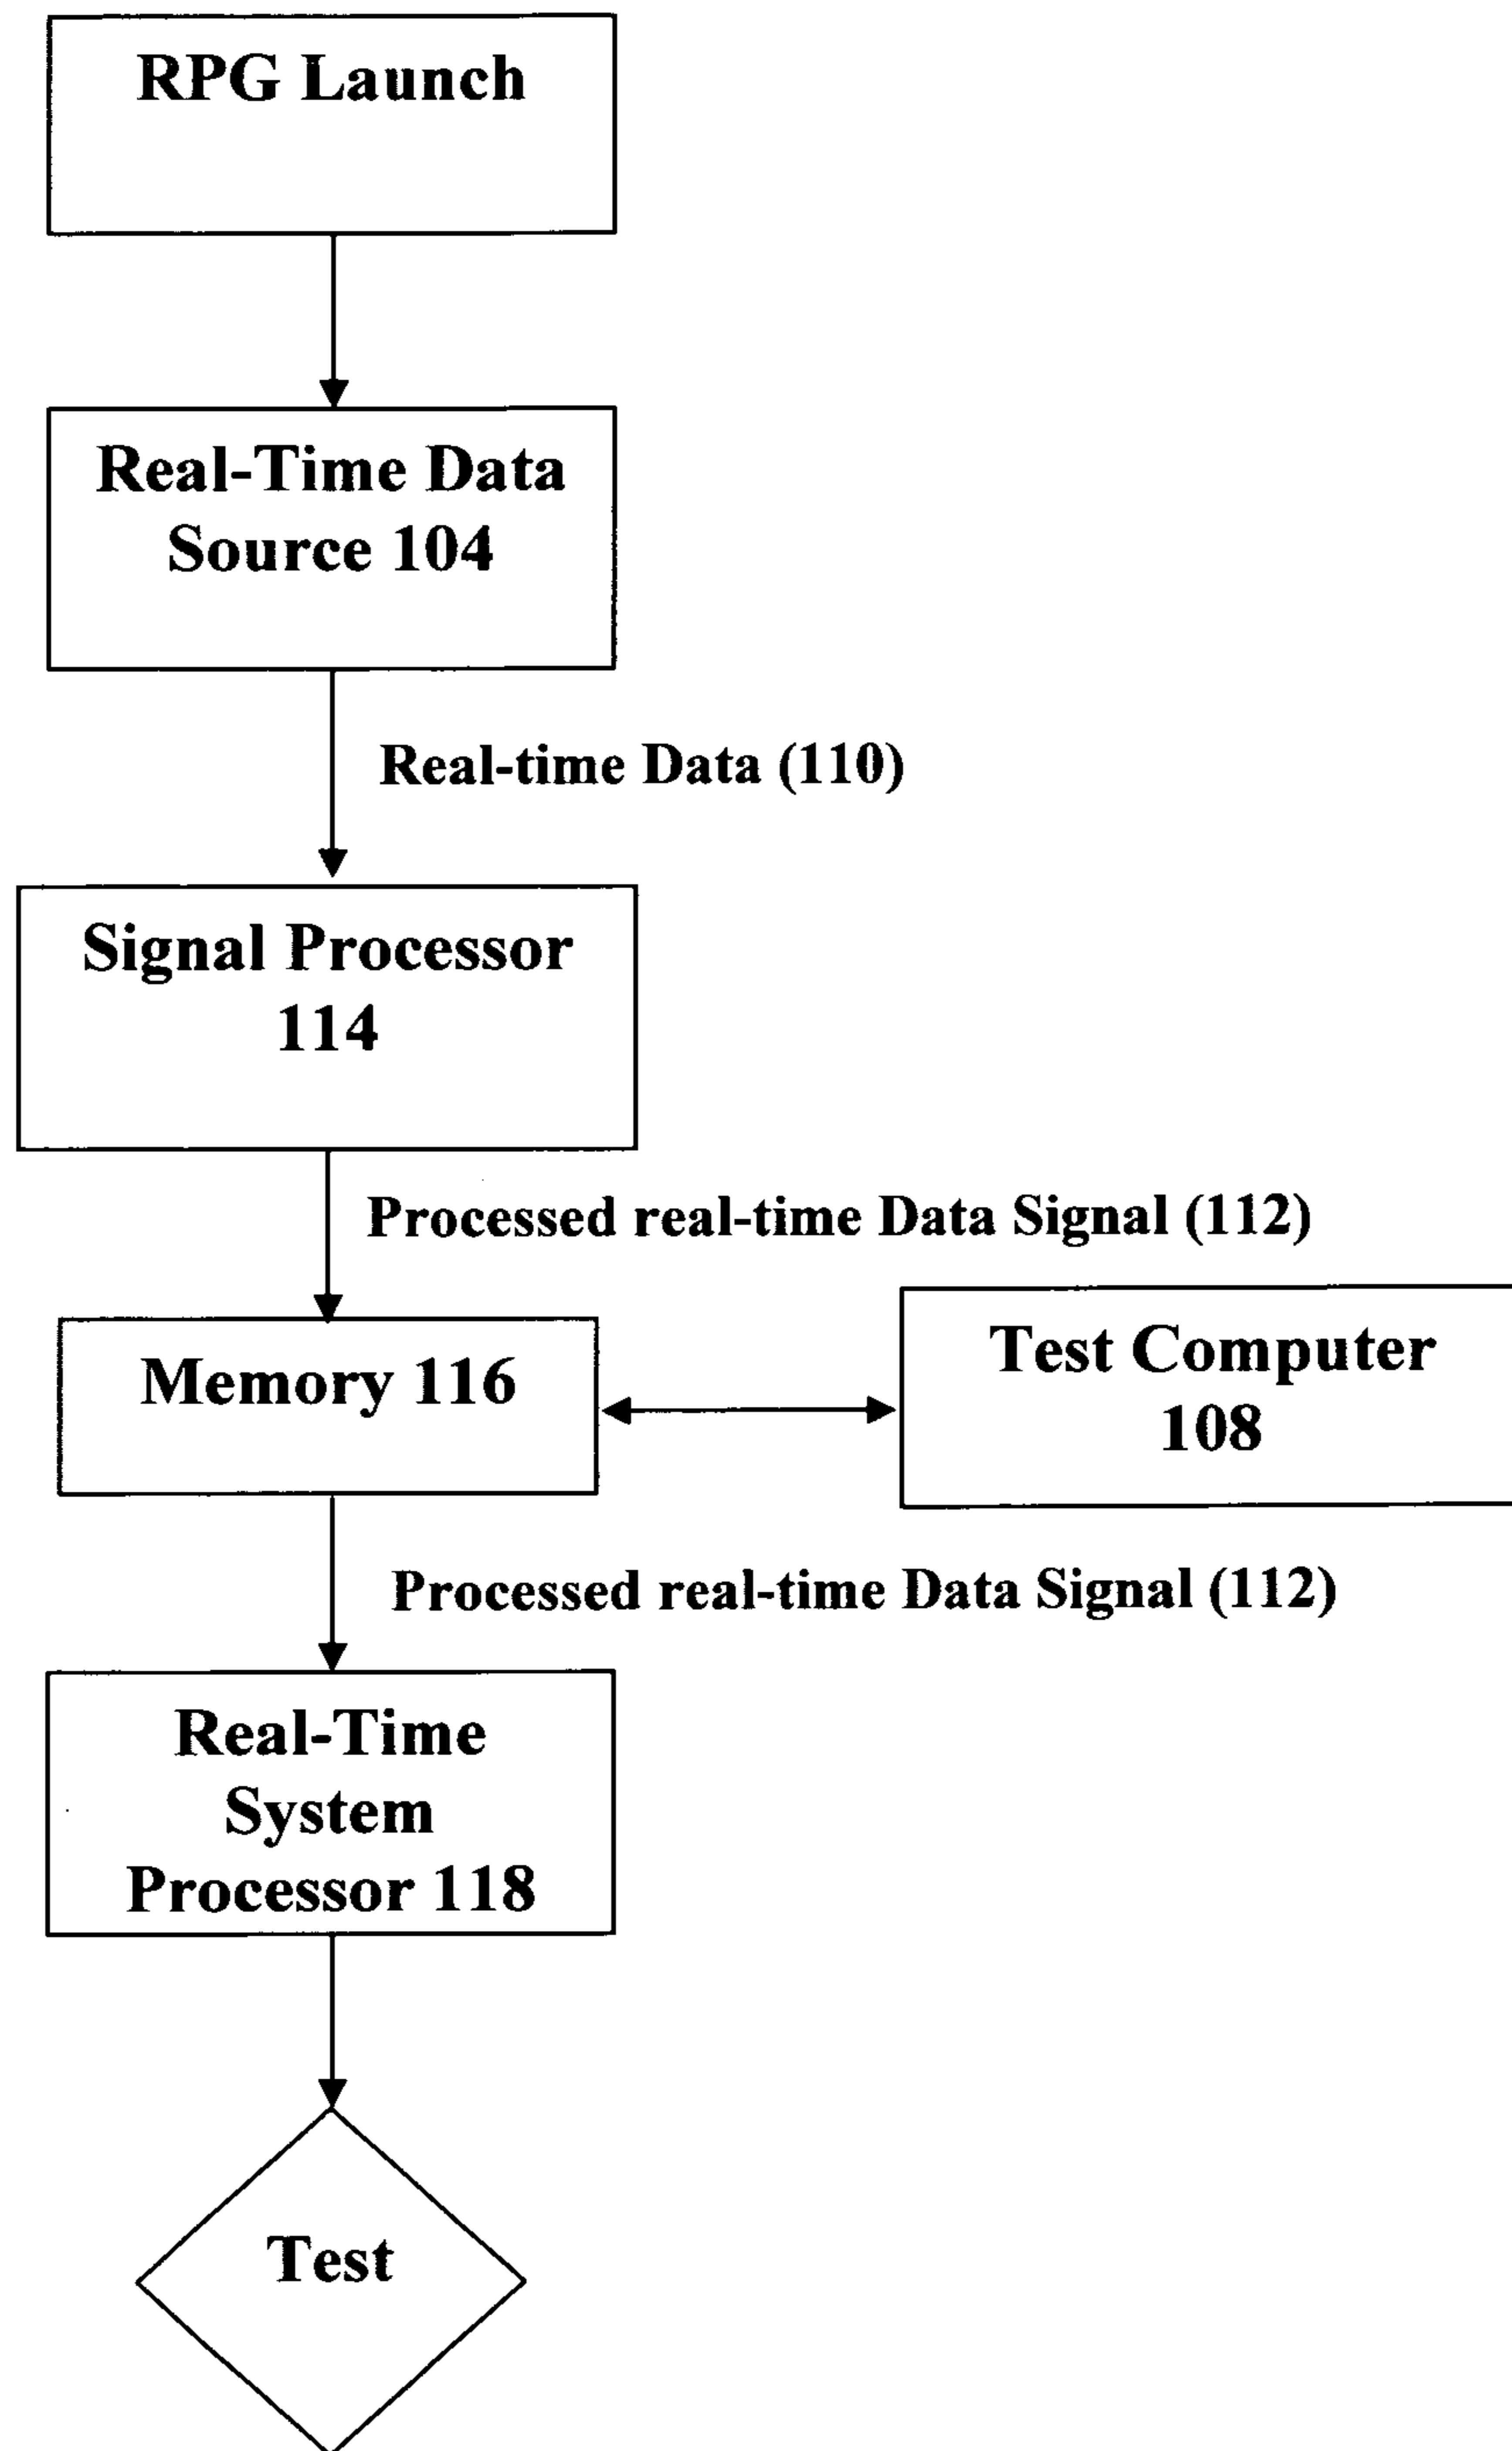 RPG Launch
Real-Time Data
Source 104
Real-time Data (110)
Signal Processor
114
Processed real-time Data Signal (112)
Memory 116
Test Computer
108
Processed real-time Data Signal (112)
Real-Time
System
Processor 118
Test